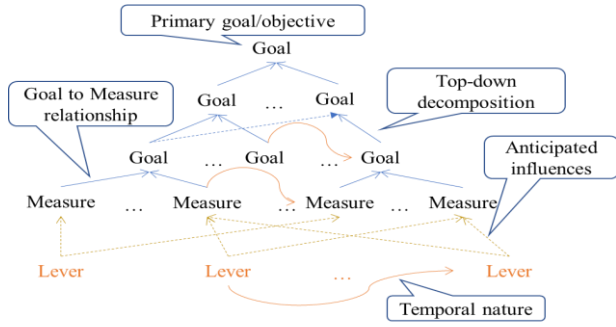 Primary goal/objective
Goal
Goal to Measure
relationship
Goal … Goal
Top-down
decomposition
Goal … Goal … Goal
Anticipated
influences
Measure … Measure … Measure … Measure
Lever Lever … Lever
Temporal nature